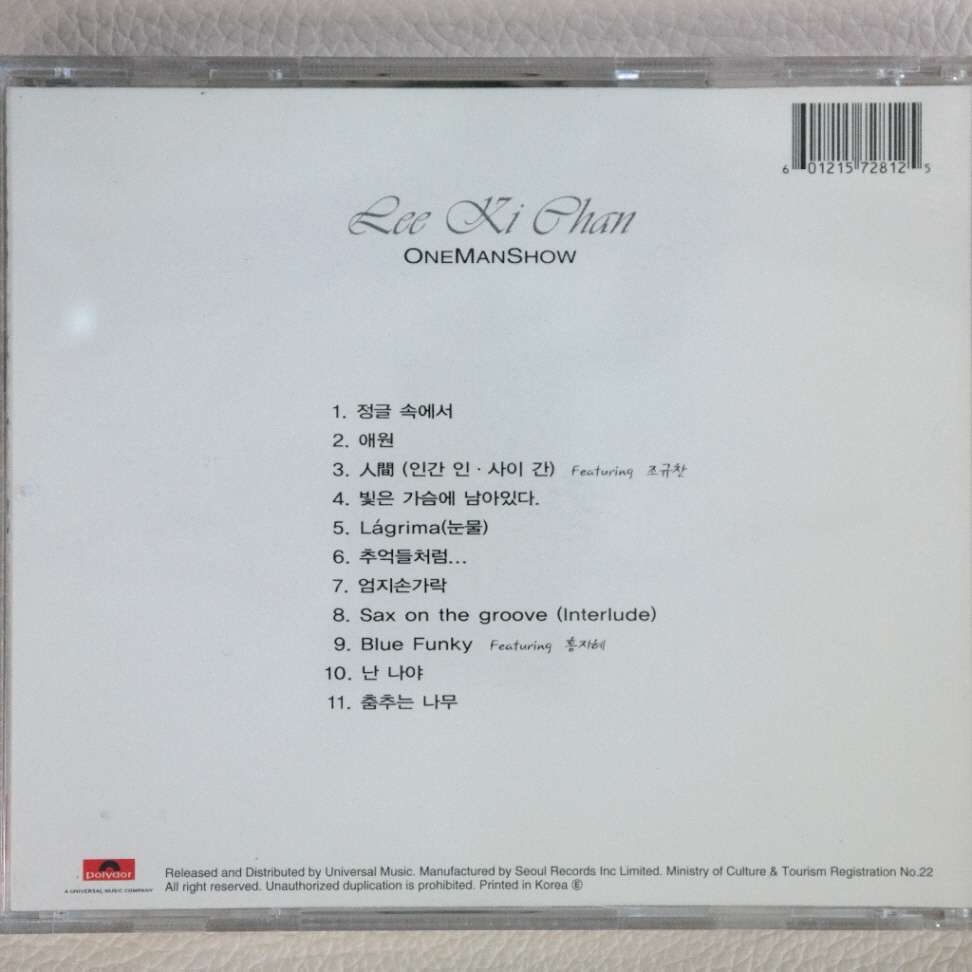 6 01215 72812 5
Lee Ki Chan
ONEMANSHOW
1. 정글 속에서
2. 애원
3. 人間 (인간 인 · 사이 간) Featuring 조규찬
4. 빛은 가슴에 남아있다.
5. Lágrima(눈물)
6. 추억들처럼...
7. 엄지손가락
8. Sax on the groove (Interlude)
9. Blue Funky Featuring 홍지혜
10. 난 나야
11. 춤추는 나무
polydor
A UNIVERSAL MUSIC COMPANY
Released and Distributed by Universal Music. Manufactured by Seoul Records Inc Limited. Ministry of Culture & Tourism Registration No.22
All right reserved. Unauthorized duplication is prohibited. Printed in Korea Ⓔ